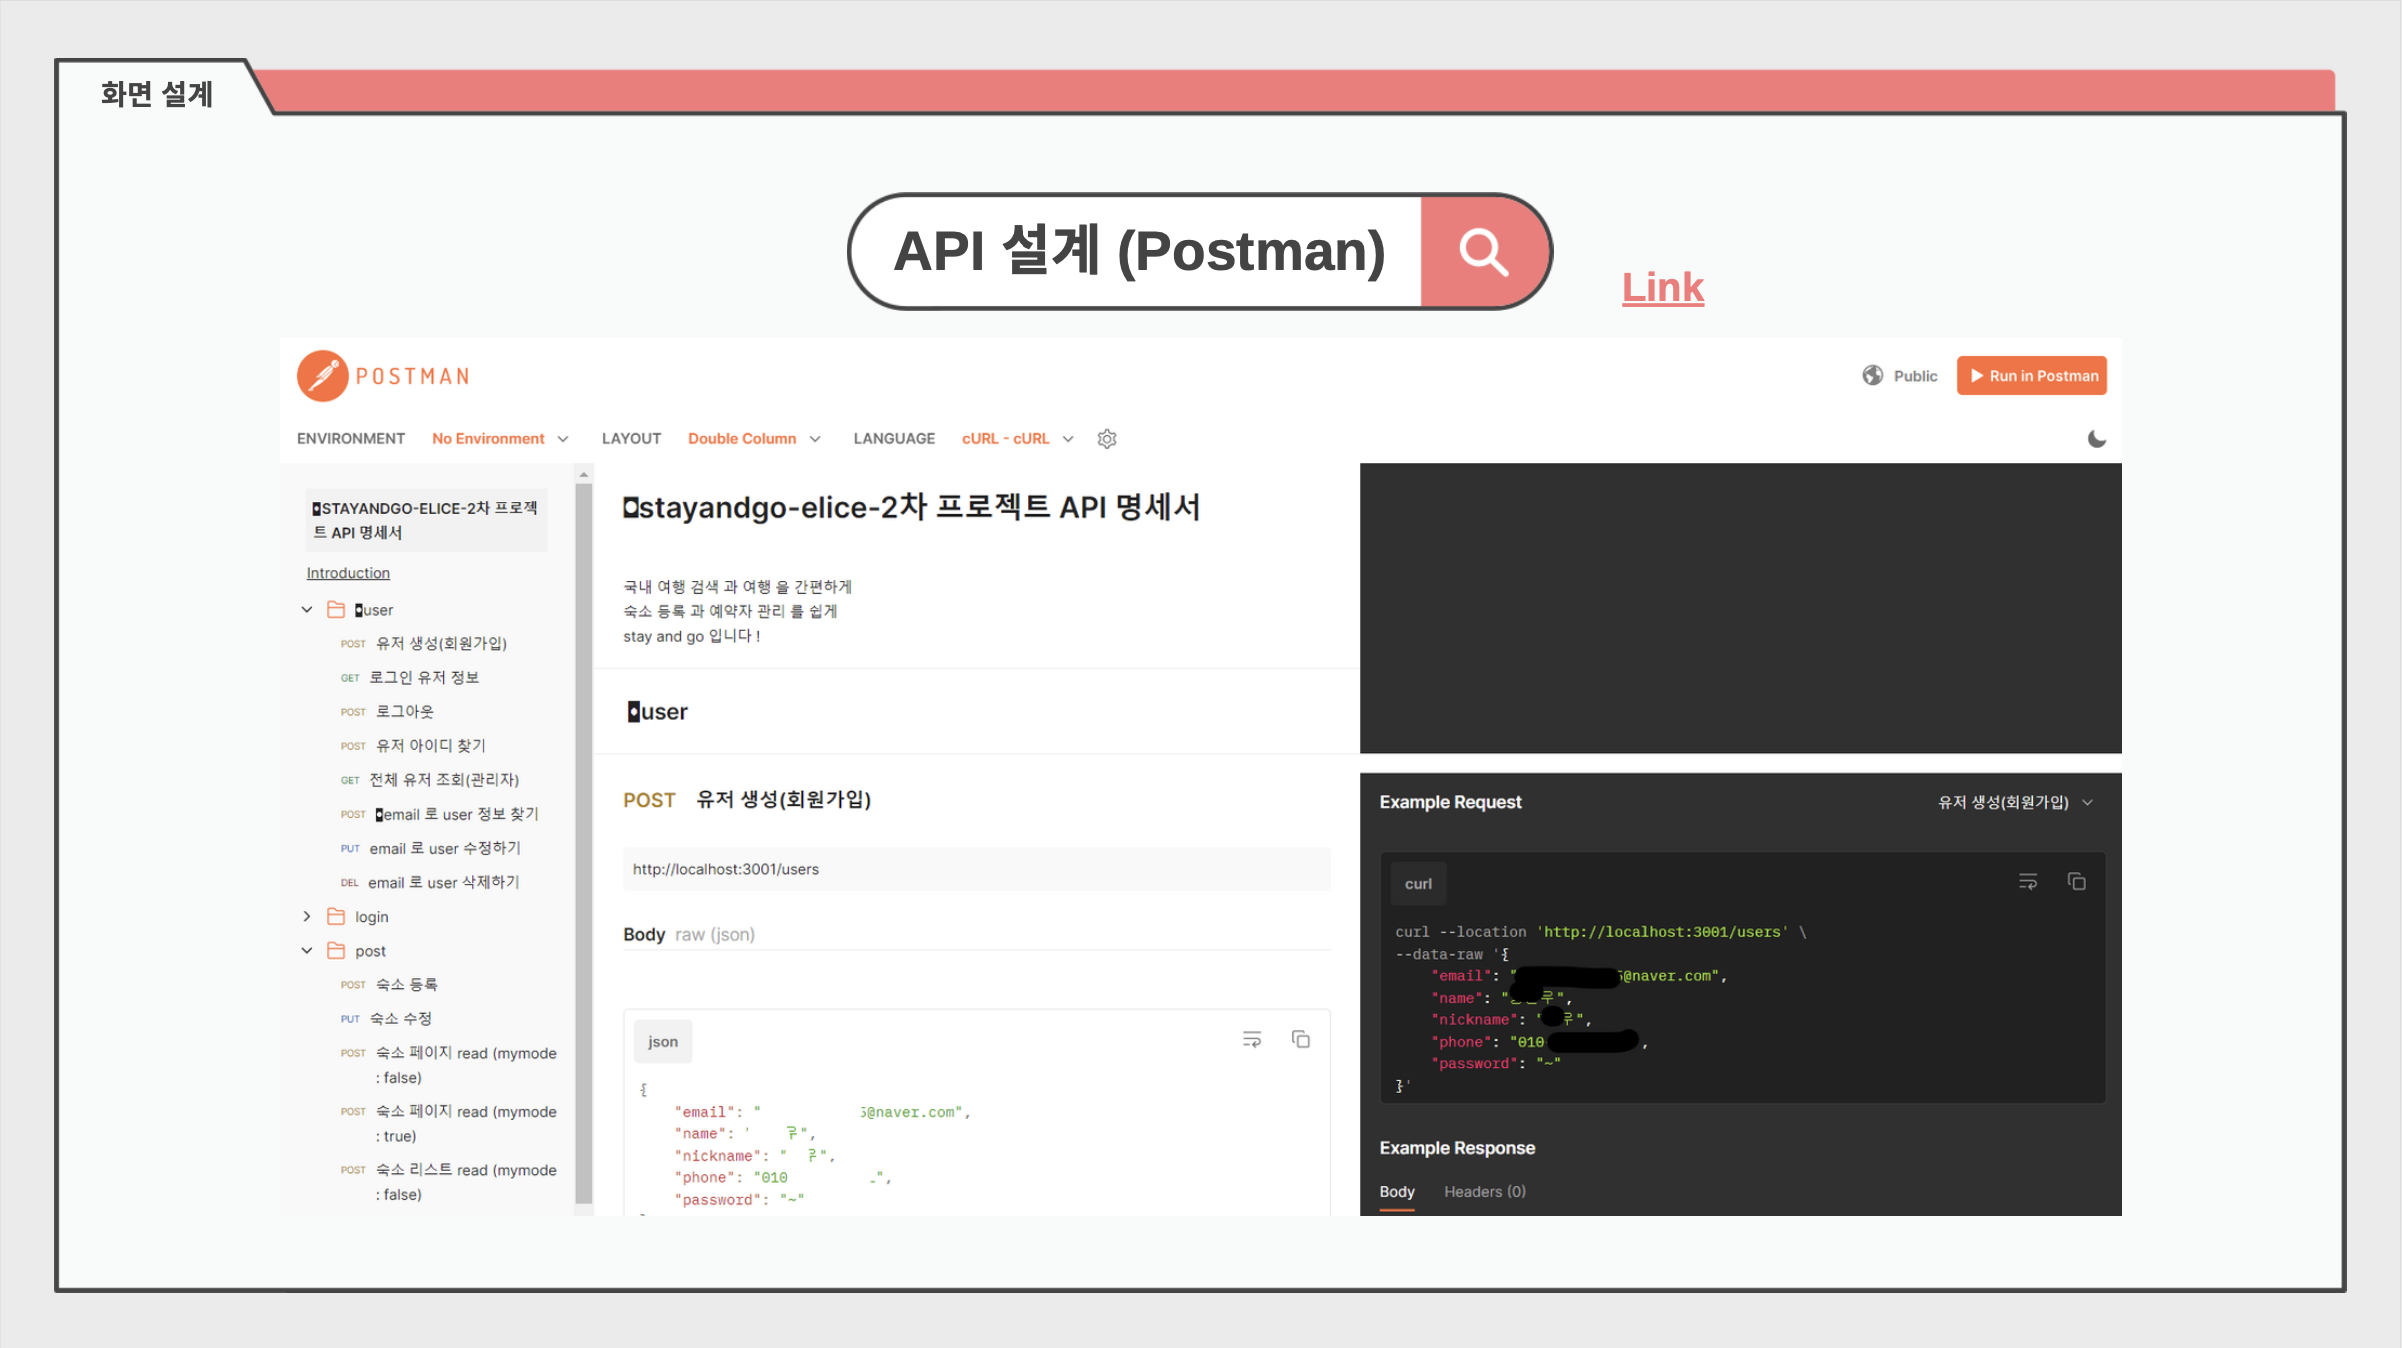 화면 설계
API 설계 (Postman)
Link
POSTMAN
Public
Run in Postman
ENVIRONMENT No Environment LAYOUT Double Column LANGUAGE cURL - cURL
STAYANDGO-ELICE-2차 프로젝
트 API 명세서
Introduction
user
POST 유저 생성(회원가입)
GET 로그인 유저 정보
POST 로그아웃
POST 유저 아이디 찾기
GET 전체 유저 조회(관리자)
POST email 로 user 정보 찾기
PUT email 로 user 수정하기
DEL email 로 user 삭제하기
login
post
POST 숙소 등록
PUT 숙소 수정
POST 숙소 페이지 read (mymode
: false)
POST 숙소 페이지 read (mymode
: true)
POST 숙소 리스트 read (mymode
: false)
stayandgo-elice-2차 프로젝트 API 명세서
국내 여행 검색 과 여행 을 간편하게
숙소 등록 과 예약자 관리 를 쉽게
stay and go 입니다 !
user
POST 유저 생성(회원가입)
http://localhost:3001/users
Body raw (json)
json
{
"email": " 5@naver.com",
"name": ' 우",
"nickname": " 우",
"phone": "010 ",
"password": "~"
Example Request
유저 생성(회원가입)
curl
curl --location 'http://localhost:3001/users' \
--data-raw '{
"email": " 5@naver.com",
"name": " 우",
"nickname": " 우",
"phone": "010 ,
"password": "~"
}'
Example Response
Body Headers (0)